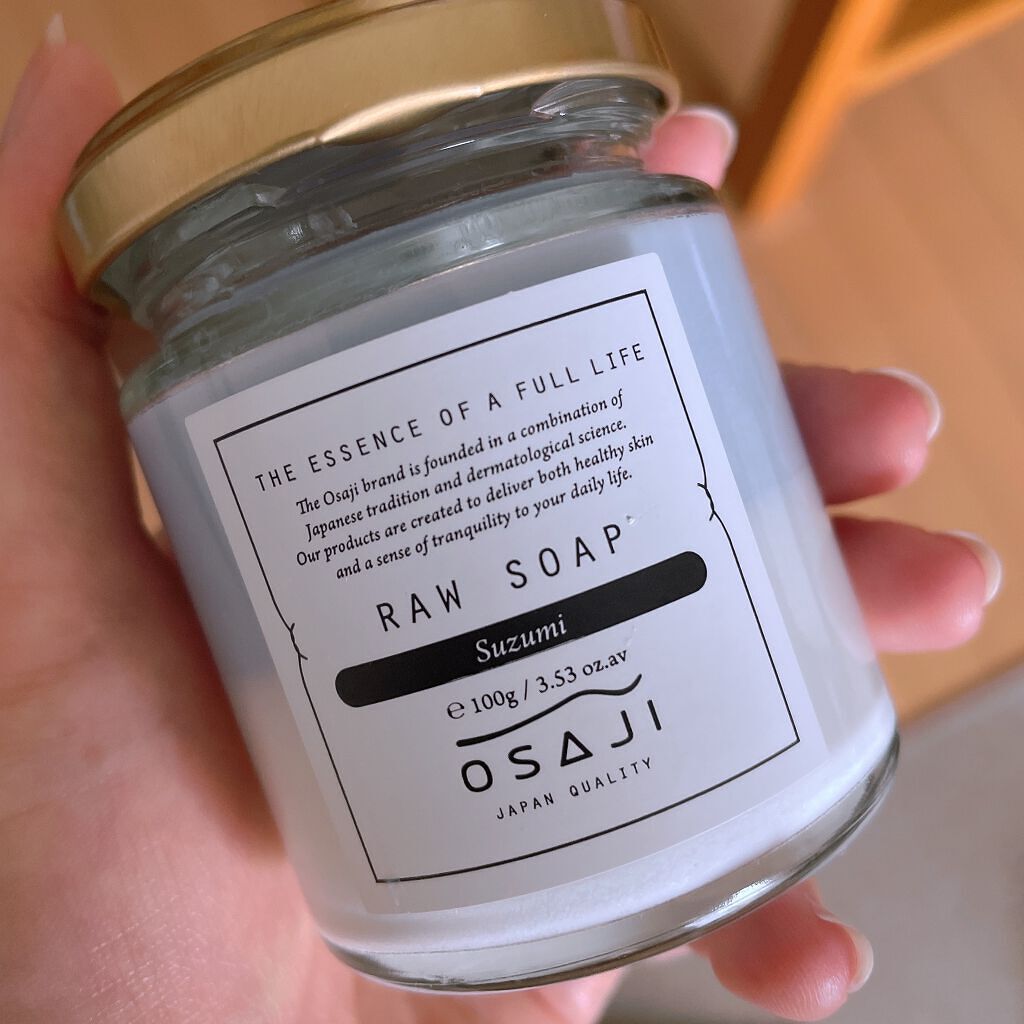 THE ESSENCE OF A FULL LIFE
The Osaji brand is founded in a combination of
Japanese tradition and dermatological science.
Our products are created to deliver both healthy skin
and a sense of tranquility to your daily life.
RAW SOAP
Suzumi
℮ 100g / 3.53 oz.av
OSAJI
JAPAN QUALITY